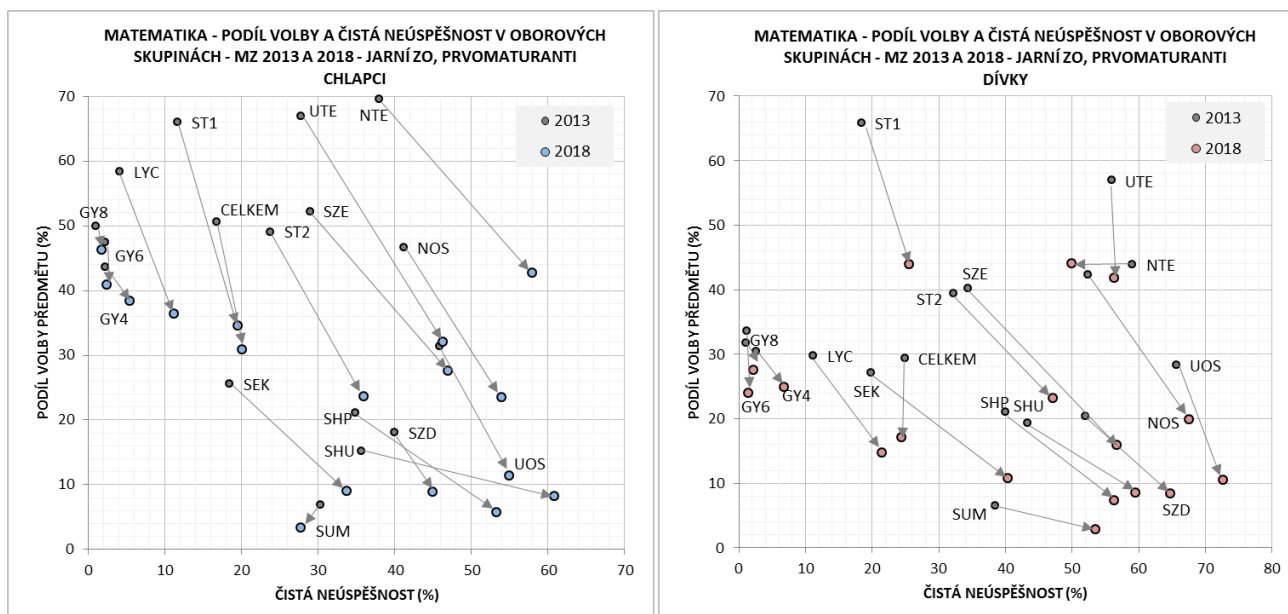 MATEMATIKA - PODÍL VOLBY A ČISTÁ NEÚSPĚŠNOST V OBOROVÝCH
SKUPINÁCH - MZ 2013 A 2018 - JARNÍ ZO, PRVOMATURANTI
CHLAPCI
PODÍL VOLBY PŘEDMĚTU (%)
70
60
50
40
30
20
10
0
0 10 20 30 40 50 60 70
ČISTÁ NEÚSPĚŠNOST (%)
2013
2018
ST1
UTE
NTE
LYC
GY8
CELKEM
SZE
ST2
NOS
GY6
GY4
SEK
SHP
SZD
SHU
UOS
SUM
MATEMATIKA - PODÍL VOLBY A ČISTÁ NEÚSPĚŠNOST V OBOROVÝCH
SKUPINÁCH - MZ 2013 A 2018 - JARNÍ ZO, PRVOMATURANTI
DÍVKY
PODÍL VOLBY PŘEDMĚTU (%)
70
60
50
40
30
20
10
0
0 10 20 30 40 50 60 70 80
ČISTÁ NEÚSPĚŠNOST (%)
2013
2018
ST1
UTE
NTE
SZE
ST2
GY8
LYC
CELKEM
UOS
SEK
GY4
GY6
SHP
SHU
NOS
SZD
SUM